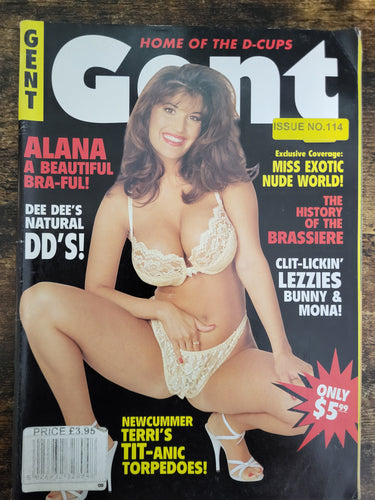 GENT
HOME OF THE D-CUPS
Gent
ISSUE NO.114
ALANA
A BEAUTIFUL
BRA-FUL!
DEE DEE'S
NATURAL
DD'S!
Exclusive Coverage:
MISS EXOTIC
NUDE WORLD!
THE
HISTORY
OF THE
BRASSIERE
CLIT-LICKIN'
LEZZIES
BUNNY &
MONA!
ONLY
$5.99
NEWCUMMER
TERRI'S
TIT-ANIC
TORPEDOES!
PRICE £3.95